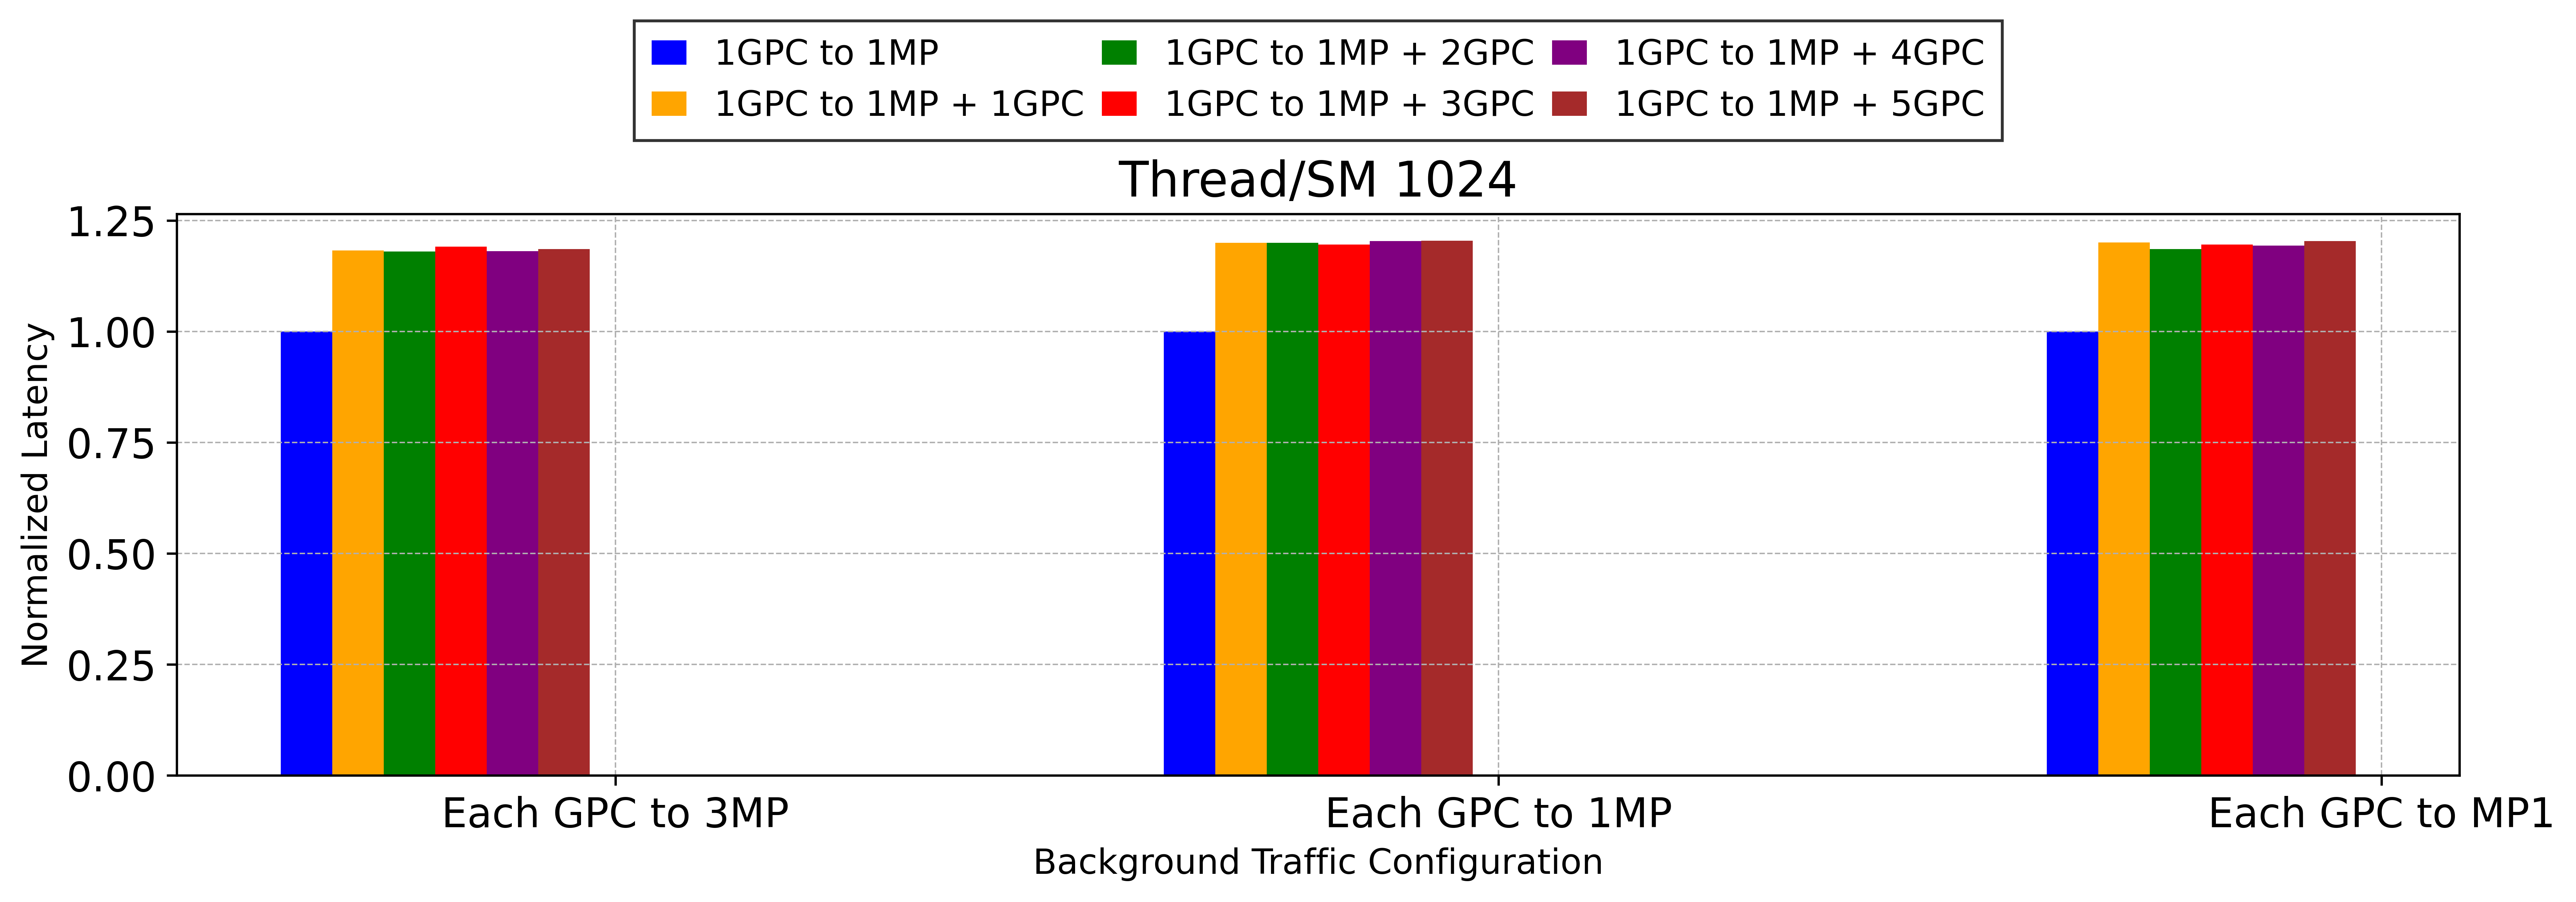 1GPC to 1MP
1GPC to 1MP + 1GPC
1GPC to 1MP + 2GPC
1GPC to 1MP + 3GPC
1GPC to 1MP + 4GPC
1GPC to 1MP + 5GPC
Thread/SM 1024
Normalized Latency
1.25
1.00
0.75
0.50
0.25
0.00
Each GPC to 3MP
Each GPC to 1MP
Each GPC to MP1
Background Traffic Configuration